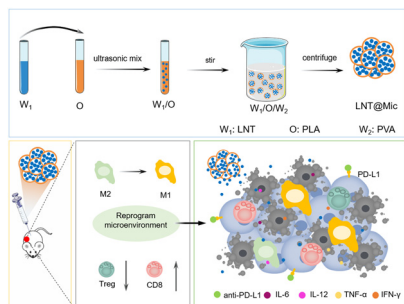 ultrasonic mix
stir
centrifuge
W₁
O
W₁/O
W₁/O/W₂
LNT@Mic
W₁: LNT
O: PLA
W₂: PVA
M2
M1
Reprogram
microenvironment
Treg
CD8
PD-L1
anti-PD-L1
IL-6
IL-12
TNF-α
IFN-γ